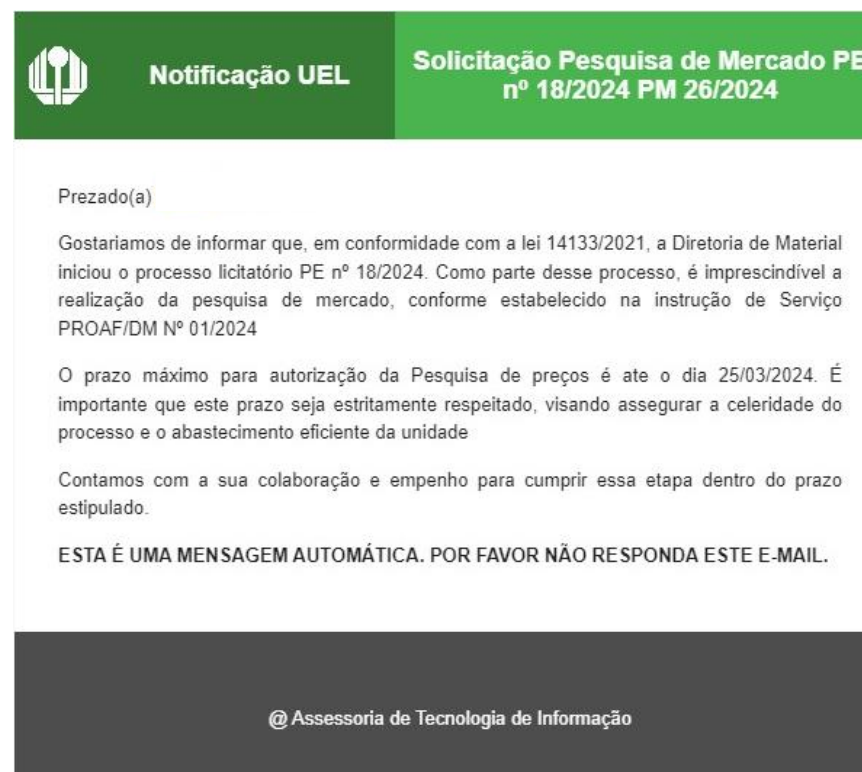 Notificação UEL
Solicitação Pesquisa de Mercado PE
nº 18/2024 PM 26/2024
Prezado(a)
Gostariamos de informar que, em conformidade com a lei 14133/2021, a Diretoria de Material
iniciou o processo licitatório PE nº 18/2024. Como parte desse processo, é imprescindível a
realização da pesquisa de mercado, conforme estabelecido na instrução de Serviço
PROAF/DM Nº 01/2024
O prazo máximo para autorização da Pesquisa de preços é ate o dia 25/03/2024. É
importante que este prazo seja estritamente respeitado, visando assegurar a celeridade do
processo e o abastecimento eficiente da unidade
Contamos com a sua colaboração e empenho para cumprir essa etapa dentro do prazo
estipulado.
ESTA É UMA MENSAGEM AUTOMÁTICA. POR FAVOR NÃO RESPONDA ESTE E-MAIL.
@ Assessoria de Tecnologia de Informação